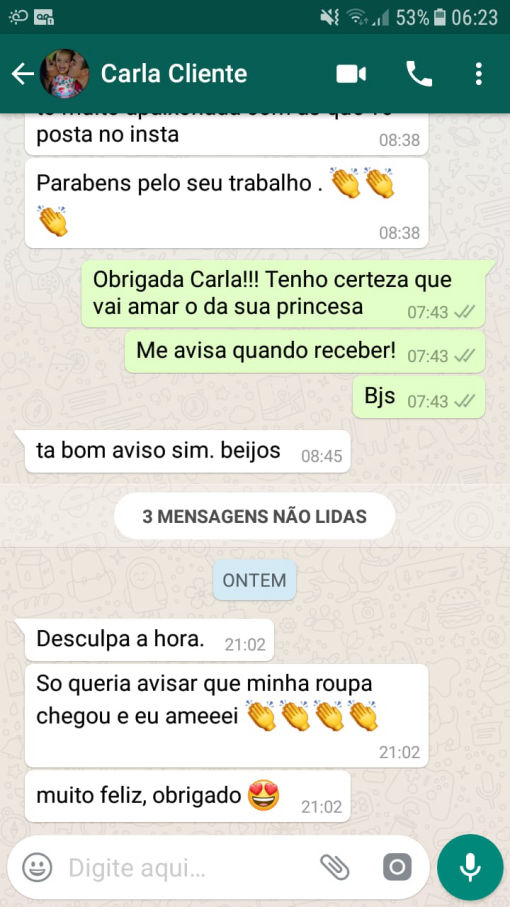 53% 06:23
Carla Cliente
posta no insta
08:38
Parabens pelo seu trabalho . 👏👏
👏
08:38
Obrigada Carla!!! Tenho certeza que
vai amar o da sua princesa 07:43
Me avisa quando receber! 07:43
Bjs 07:43
ta bom aviso sim. beijos 08:45
3 MENSAGENS NÃO LIDAS
ONTEM
Desculpa a hora. 21:02
So queria avisar que minha roupa
chegou e eu ameeei 👏👏👏👏
21:02
muito feliz, obrigado 😍 21:02
Digite aqui...